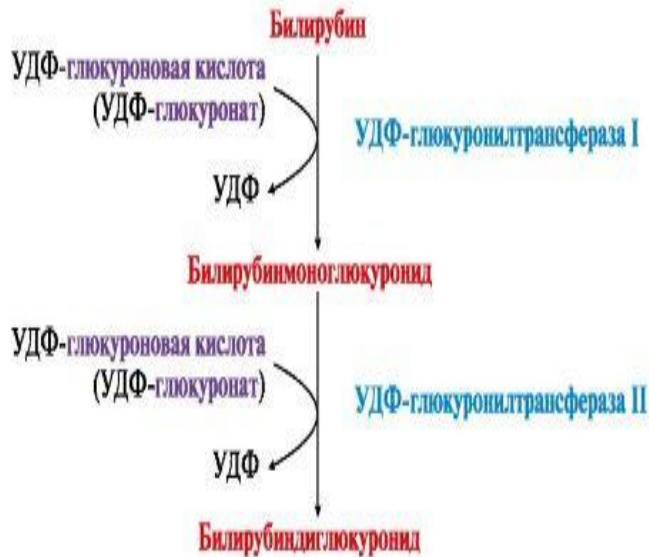 Билирубин
УДФ-глюкуроновая кислота
(УДФ-глюкуронат)
УДФ-глюкуронилтрансфераза I
УДФ
Билирубинмоноглюкуронид
УДФ-глюкуроновая кислота
(УДФ-глюкуронат)
УДФ-глюкуронилтрансфераза II
УДФ
Билирубиндиглюкуронид